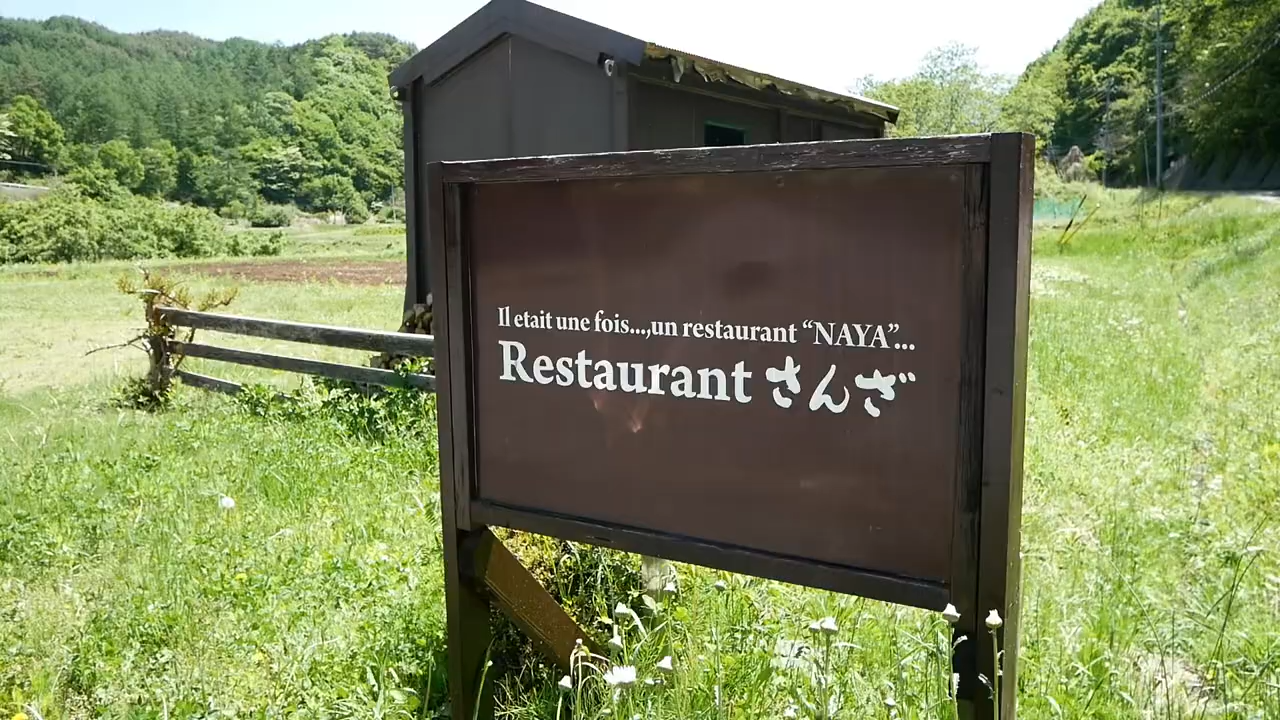 Il etait une fois...,un restaurant “NAYA”...
Restaurant さんざ